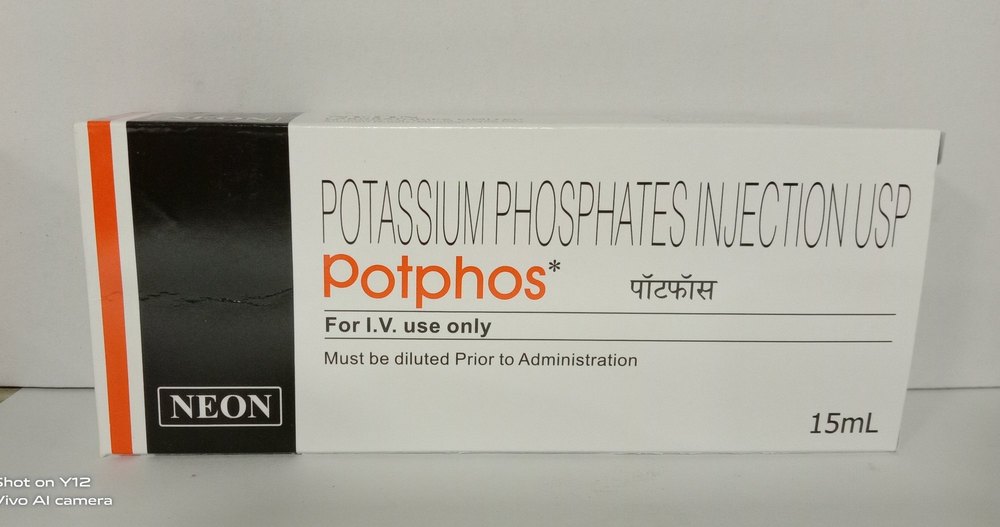 POTASSIUM PHOSPHATES INJECTION USP
Potphos*
पॉटफॉस
For I.V. use only
Must be diluted Prior to Administration
NEON
15mL
Shot on Y12
Vivo AI camera